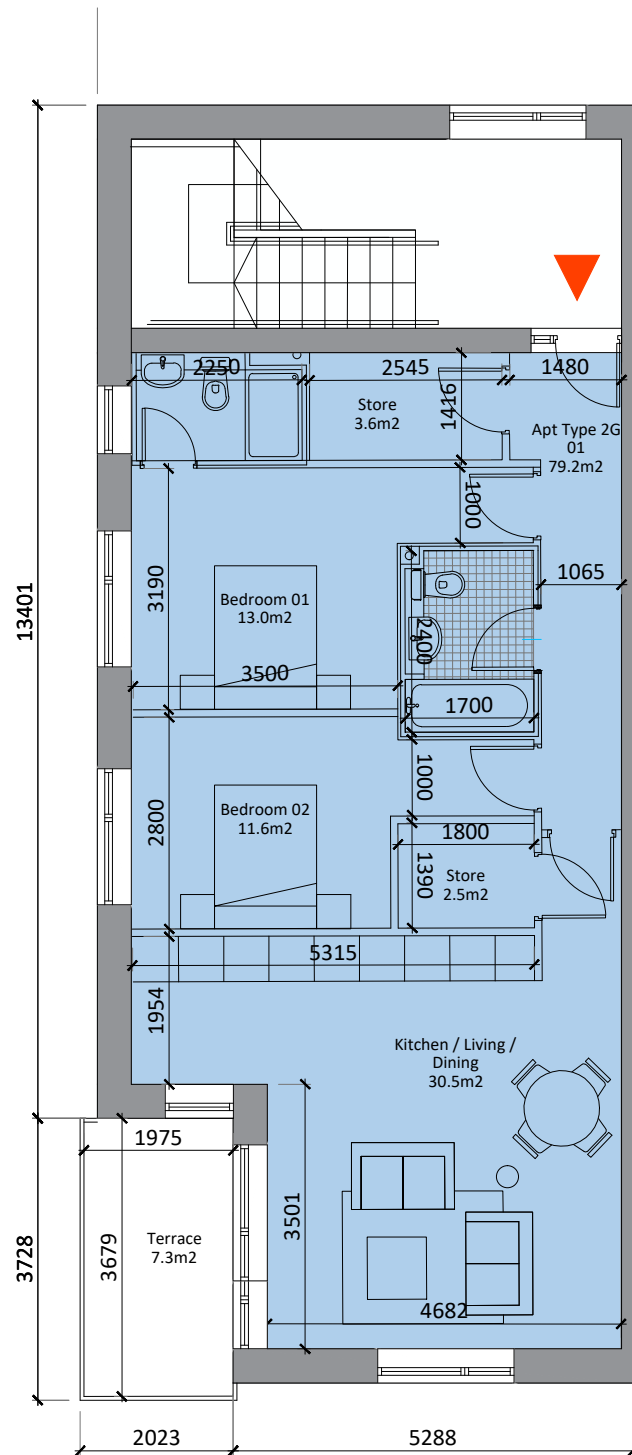 2250
2545
1480
Store
3.6m2
1416
Apt Type 2G
01
79.2m2
1000
1065
3190
13401
Bedroom 01
13.0m2
2400
3500
1700
1000
2800
Bedroom 02
11.6m2
1800
1390
Store
2.5m2
5315
1954
Kitchen / Living /
Dining
30.5m2
1975
3501
Terrace
7.3m2
3679
3728
4682
2023
5288